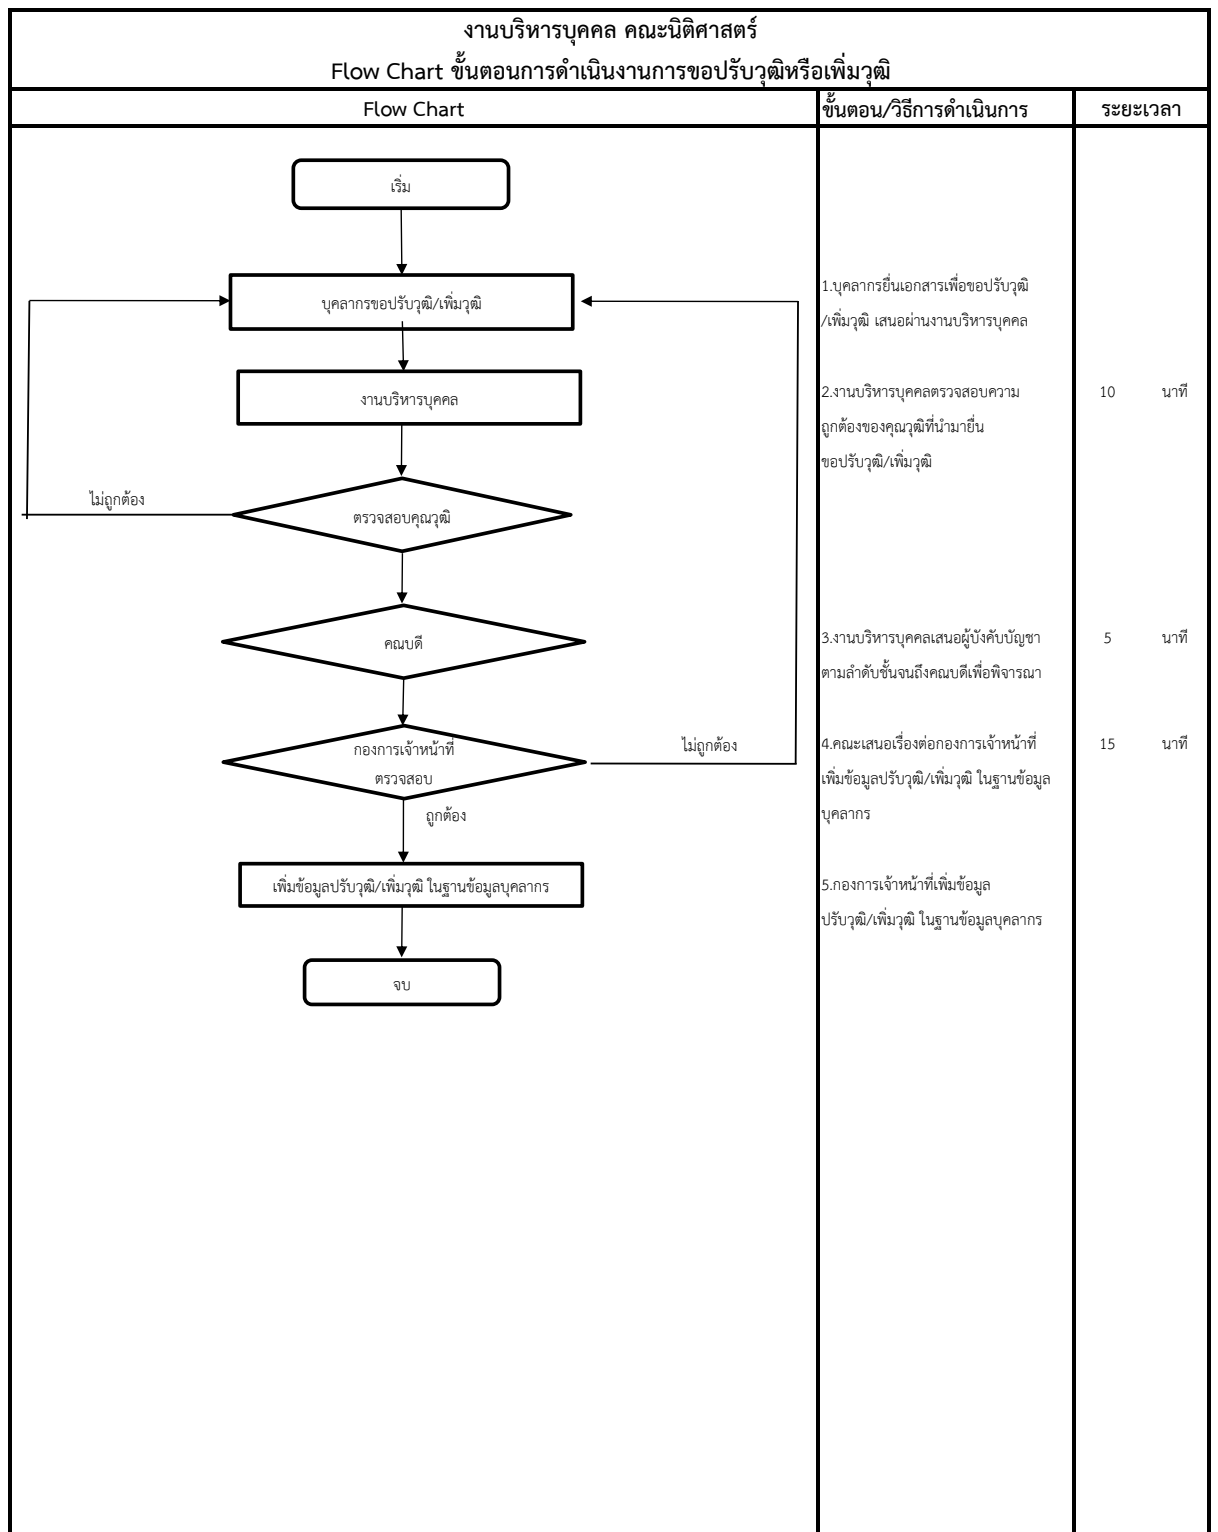 งานบริหารบุคคล คณะนิติศาสตร์
Flow Chart ขั้นตอนการดำเนินงานการขอปรับวุฒิหรือเพิ่มวุฒิ
Flow Chart
ขั้นตอน/วิธีการดำเนินการ
ระยะเวลา
เริ่ม
บุคลากรขอปรับวุฒิ/เพิ่มวุฒิ
งานบริหารบุคคล
ไม่ถูกต้อง
ตรวจสอบคุณวุฒิ
คณบดี
กองการเจ้าหน้าที่
ตรวจสอบ
ไม่ถูกต้อง
ถูกต้อง
เพิ่มข้อมูลปรับวุฒิ/เพิ่มวุฒิ ในฐานข้อมูลบุคลากร
จบ
1.บุคลากรยื่นเอกสารเพื่อขอปรับวุฒิ
/เพิ่มวุฒิ เสนอผ่านงานบริหารบุคคล
2.งานบริหารบุคคลตรวจสอบความ
ถูกต้องของคุณวุฒิที่นำมายื่น
ขอปรับวุฒิ/เพิ่มวุฒิ
10 นาที
3.งานบริหารบุคคลเสนอผู้บังคับบัญชา
ตามลำดับชั้นจนถึงคณบดีเพื่อพิจารณา
5 นาที
4.คณะเสนอเรื่องต่อกองการเจ้าหน้าที่
เพิ่มข้อมูลปรับวุฒิ/เพิ่มวุฒิ ในฐานข้อมูล
บุคลากร
15 นาที
5.กองการเจ้าหน้าที่เพิ่มข้อมูล
ปรับวุฒิ/เพิ่มวุฒิ ในฐานข้อมูลบุคลากร